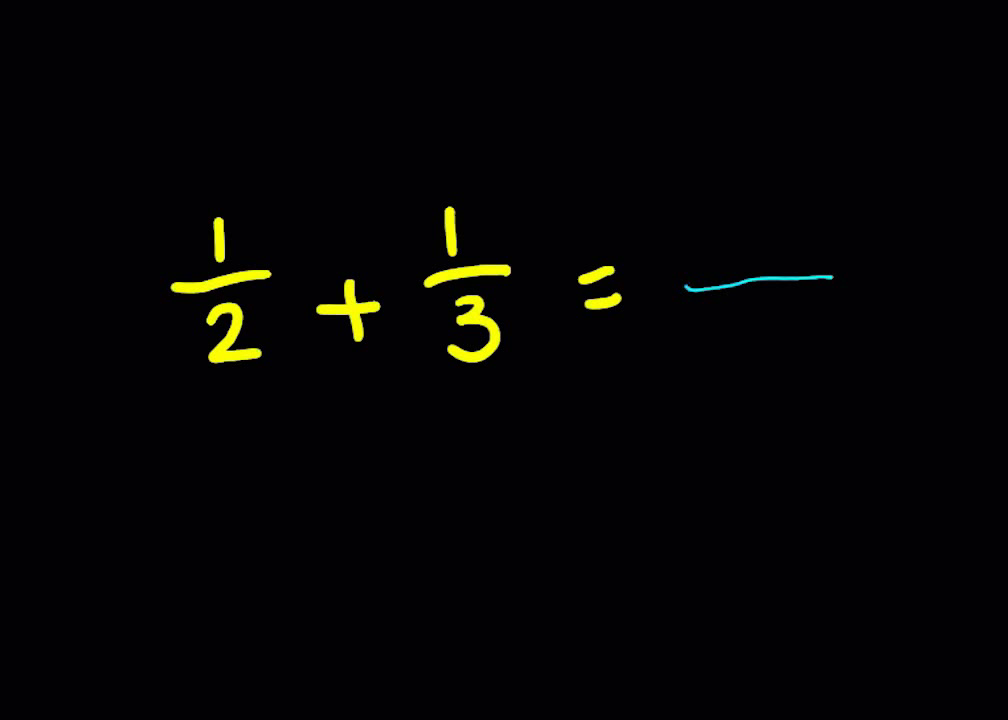 1/2 + 1/3 =